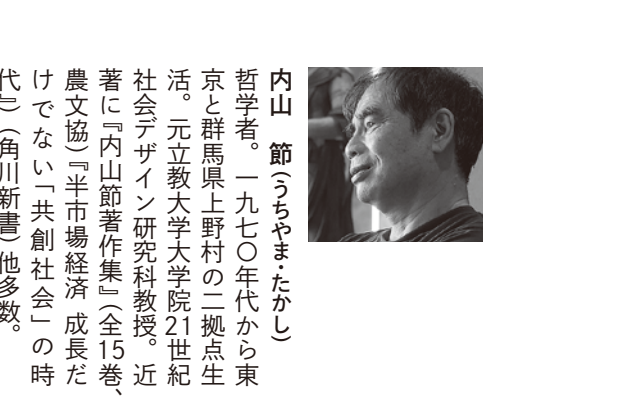 内山　節（うちやま・たかし）
哲学者。一九七〇年代から東
京と群馬県上野村の二拠点生
活。元立教大学大学院21世紀
社会デザイン研究科教授。近
著に『内山節著作集』（全15巻、
農文協）『半市場経済 成長だ
けでない「共創社会」の時
代』（角川新書）他多数。